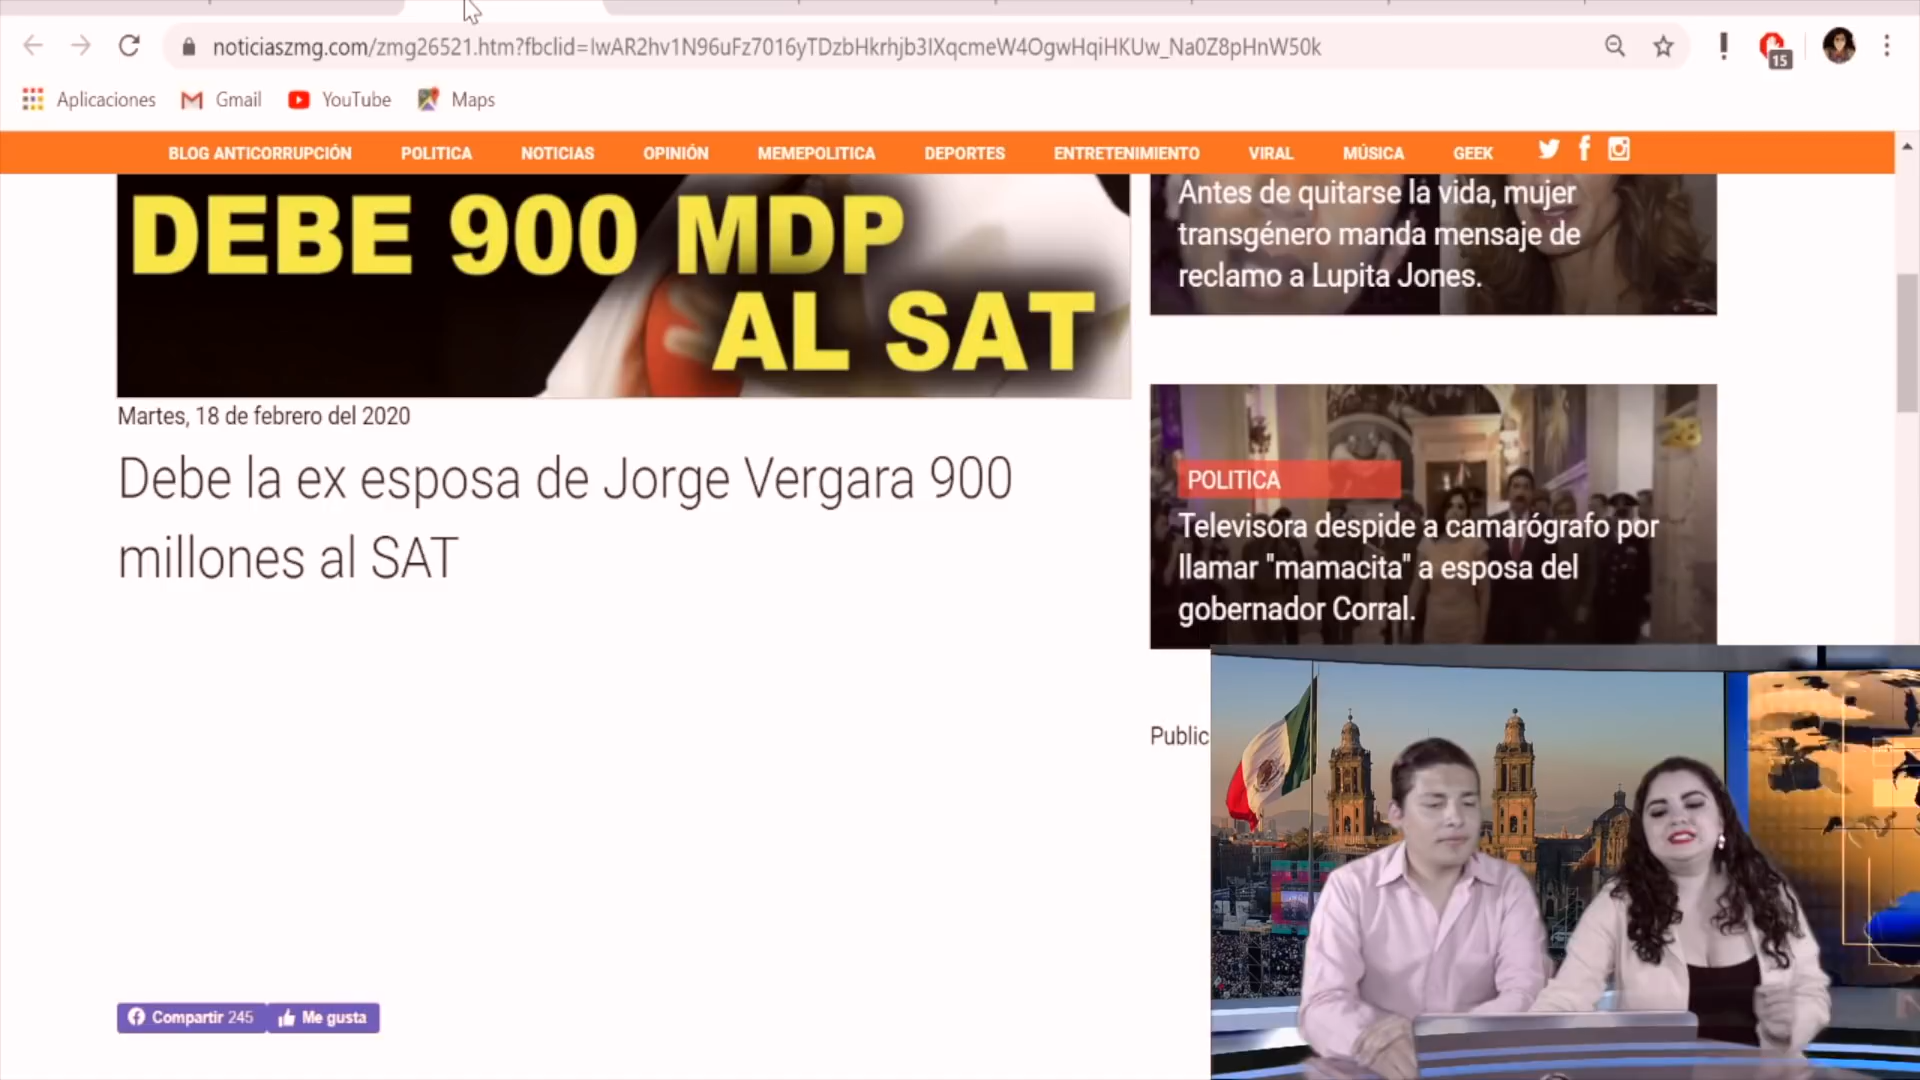 noticiaszmg.com/zmg26521.htm?fbclid=IwAR2hv1N96uFz7016yTDzbHkrhjb3IXqcmeW4OgwHqiHKUw_Na0Z8pHnW50k
15
Aplicaciones Gmail YouTube Maps
BLOG ANTICORRUPCIÓN POLITICA NOTICIAS OPINIÓN MEMEPOLITICA DEPORTES ENTRETENIMIENTO VIRAL MÚSICA GEEK
DEBE 900 MDP
AL SAT
Martes, 18 de febrero del 2020
Debe la ex esposa de Jorge Vergara 900
millones al SAT
Compartir 245 Me gusta
Antes de quitarse la vida, mujer
transgénero manda mensaje de
reclamo a Lupita Jones.
POLITICA
Televisora despide a camarógrafo por
llamar "mamacita" a esposa del
gobernador Corral.
Public